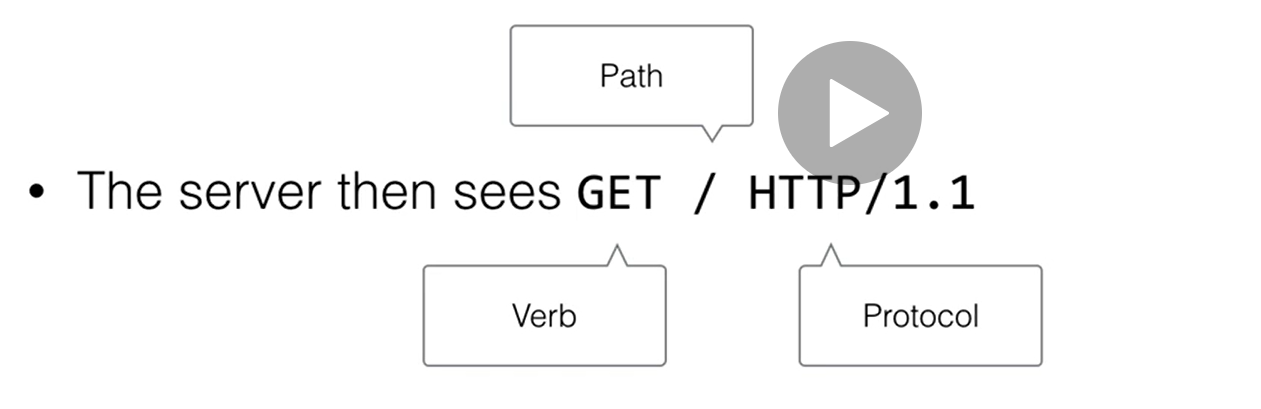 Path
• The server then sees GET / HTTP/1.1
Verb
Protocol